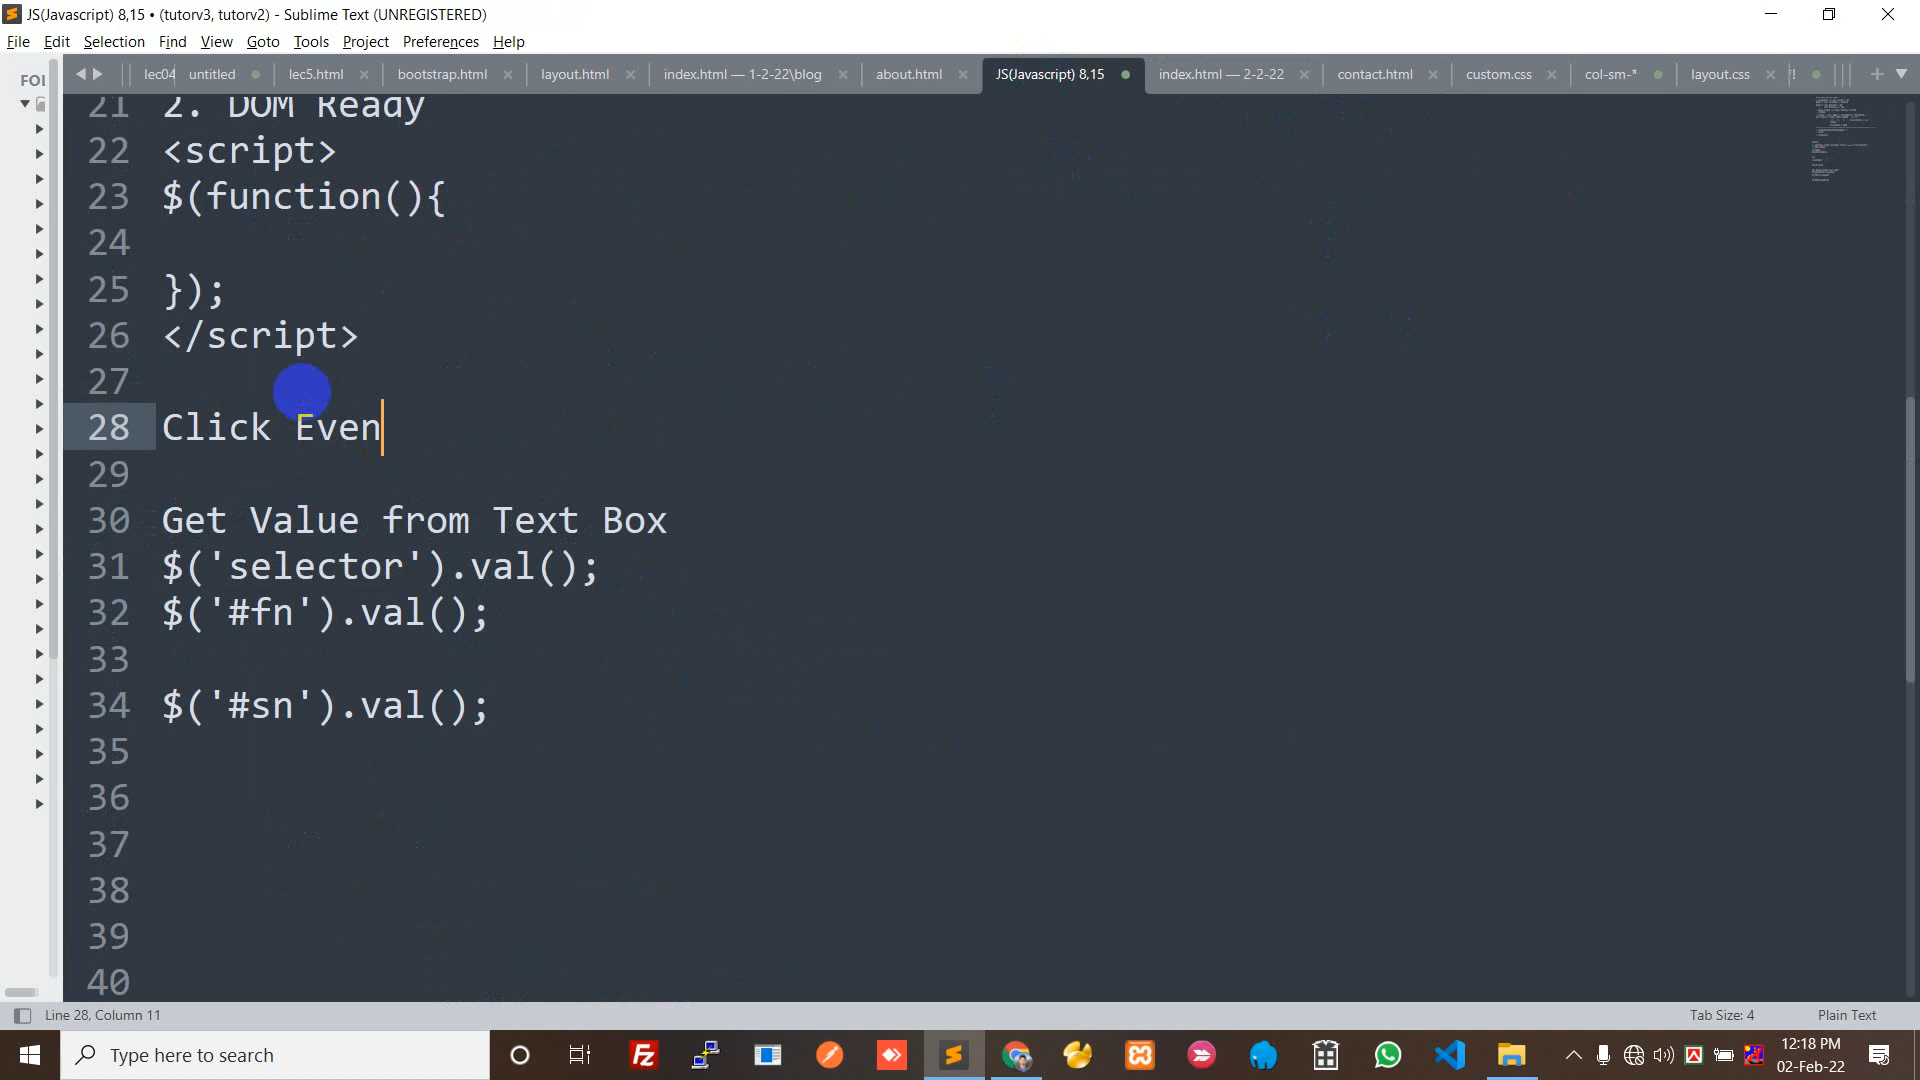 JS(Javascript) 8,15 • (tutorv3, tutorv2) - Sublime Text (UNREGISTERED)
File Edit Selection Find View Goto Tools Project Preferences Help
FOI
lec04 untitled lec5.html bootstrap.html layout.html index.html — 1-2-22\blog about.html JS(Javascript) 8,15 index.html — 2-2-22 contact.html custom.css col-sm-* layout.css
21 2. DOM Ready
22 <script>
23 $(function(){
24
25 });
26 </script>
27
28 Click Even
29
30 Get Value from Text Box
31 $('selector').val();
32 $('#fn').val();
33
34 $('#sn').val();
35
36
37
38
39
40
Line 28, Column 11 Tab Size: 4 Plain Text
Type here to search
12:18 PM
02-Feb-22